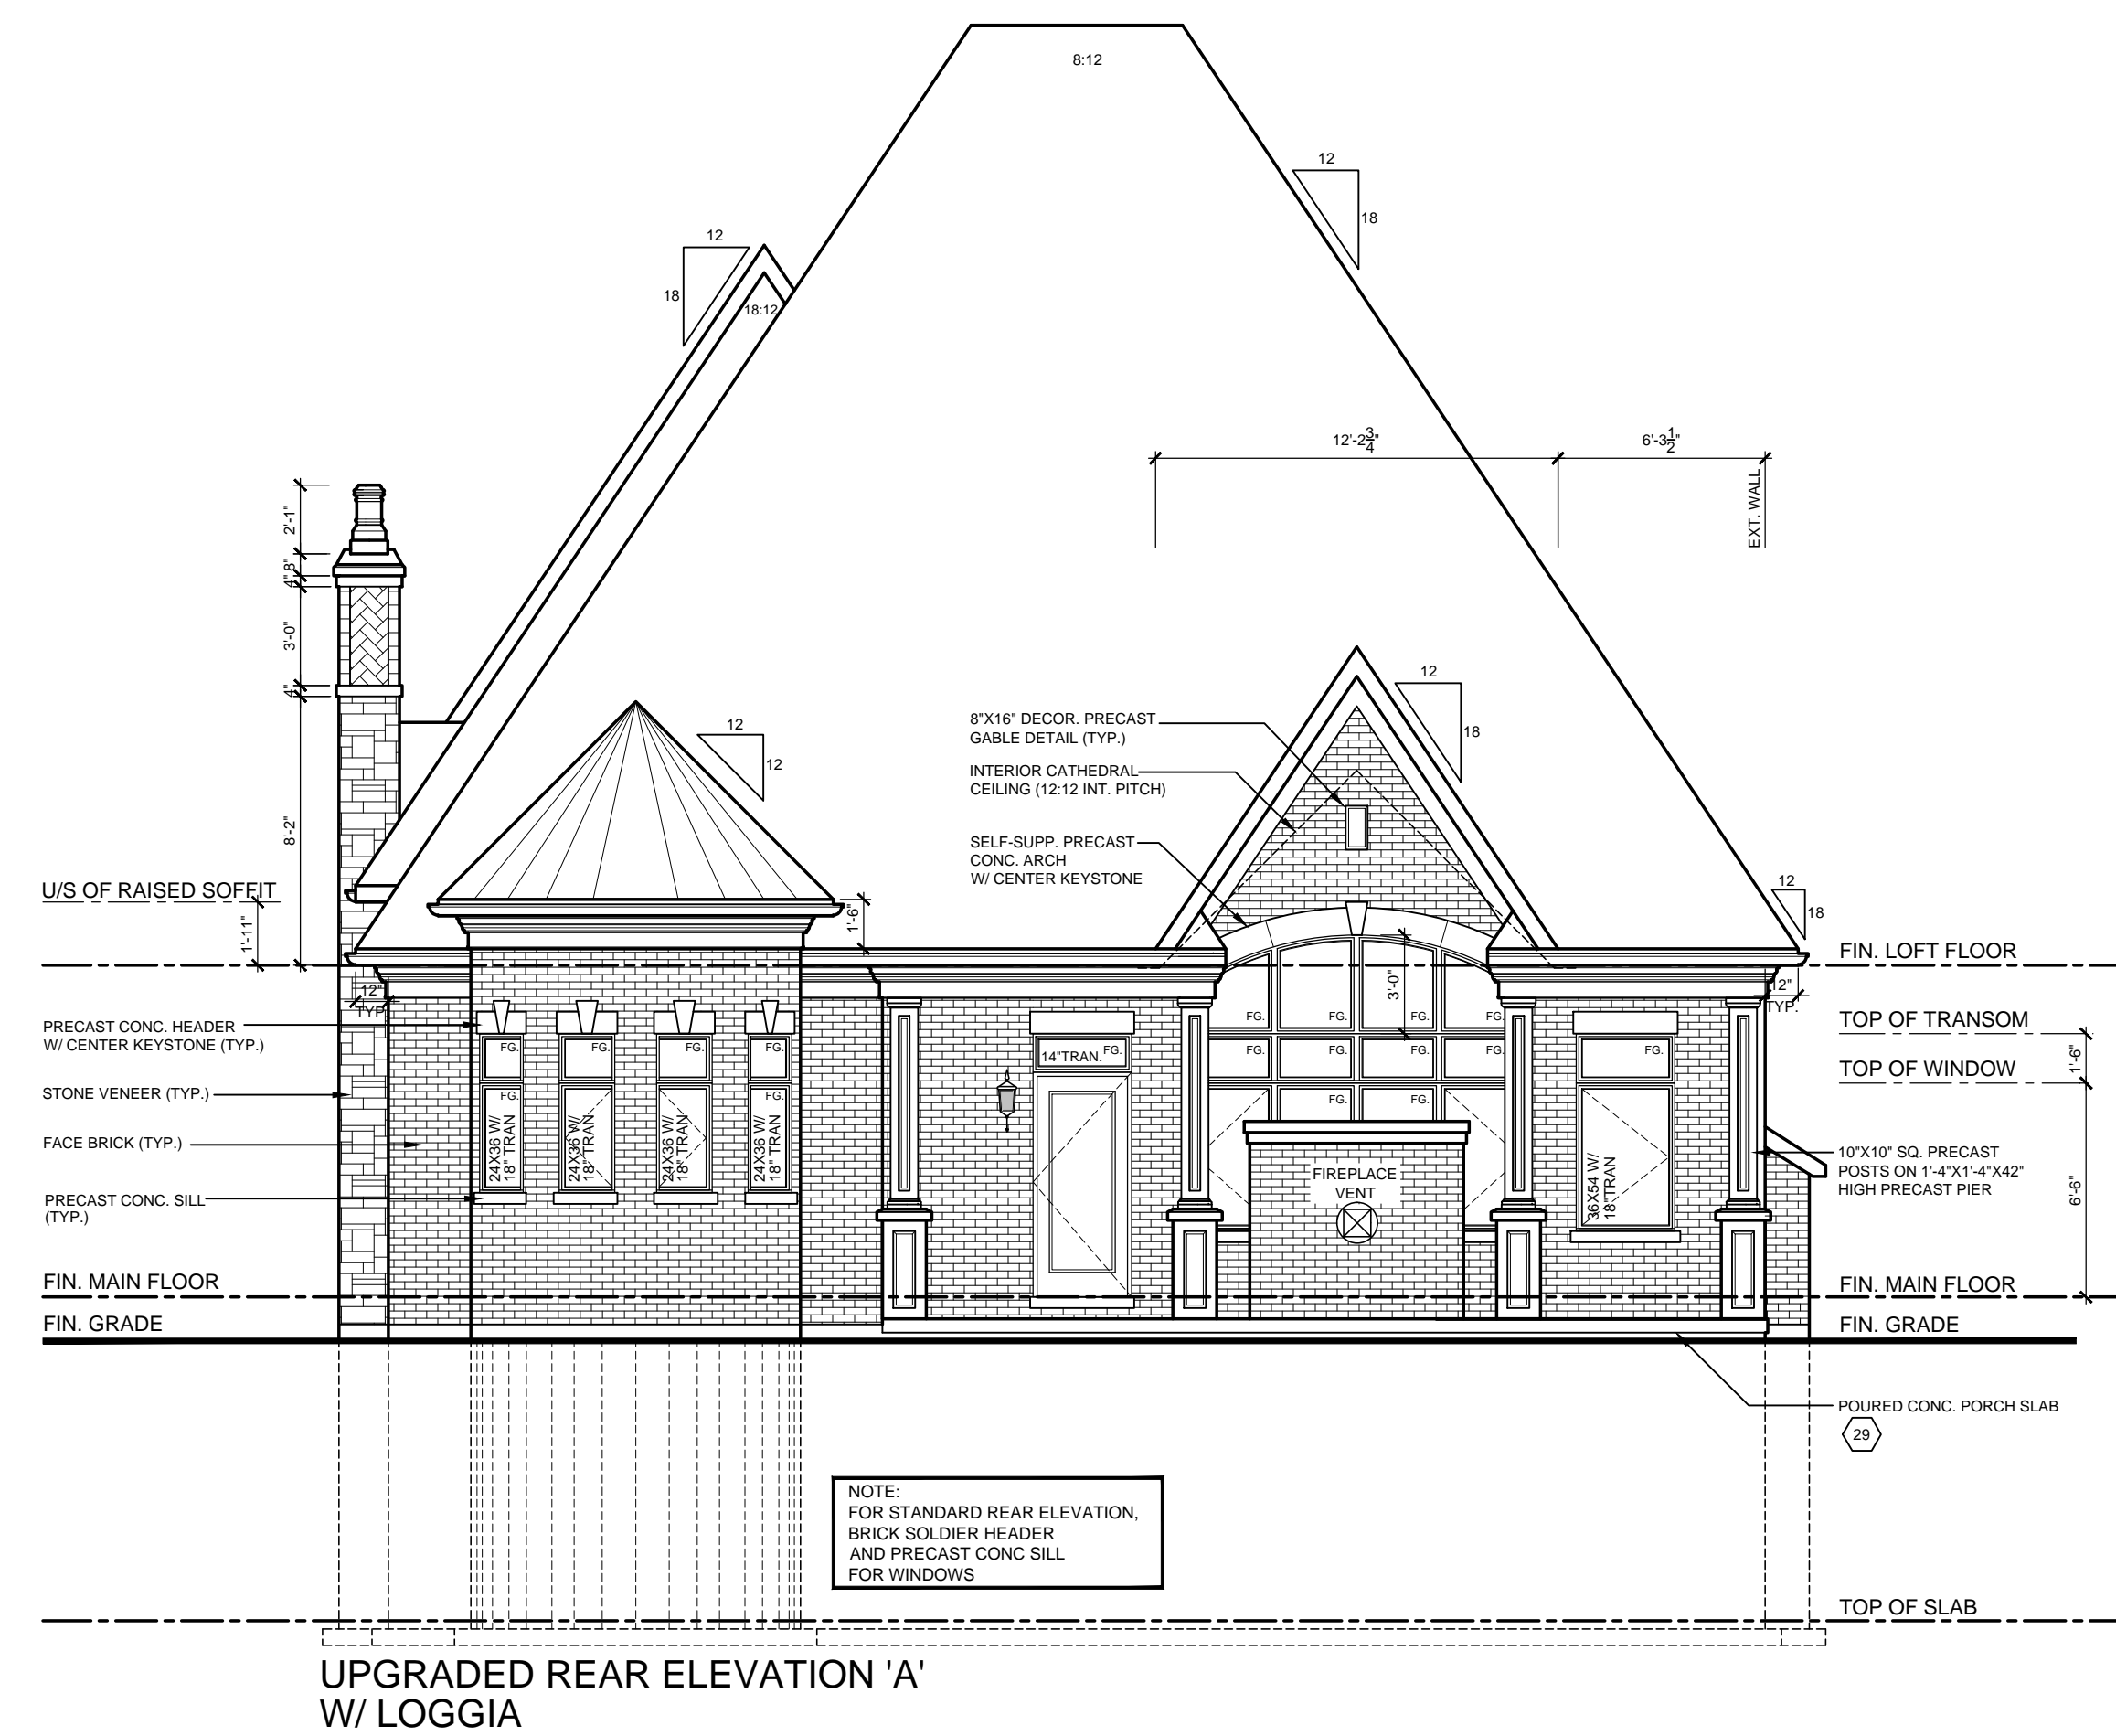 8:12
12
18
12
18
18:12
12'-2 3/4"
6'-3 1/2"
EXT. WALL
2'-1"
8"
4"
3'-0"
4"
8'-2"
12
18
12
12
8"X16" DECOR. PRECAST
GABLE DETAIL (TYP.)
INTERIOR CATHEDRAL
CEILING (12:12 INT. PITCH)
SELF-SUPP. PRECAST
CONC. ARCH
W/ CENTER KEYSTONE
U/S OF RAISED SOFFIT
1'-11"
1'-6"
12
18
FIN. LOFT FLOOR
3'-0"
12"
TYP.
12"
TYP.
PRECAST CONC. HEADER
W/ CENTER KEYSTONE (TYP.)
STONE VENEER (TYP.)
FACE BRICK (TYP.)
PRECAST CONC. SILL
(TYP.)
FG.
FG.
FG.
FG.
FG.
FG.
24X36 W/
18" TRAN
24X36 W/
18" TRAN
24X36 W/
18" TRAN
24X36 W/
18" TRAN
14"TRAN.
FG.
FG.
FG.
FG.
FG.
FG.
FG.
FG.
FG.
FG.
FG.
FG.
36X54 W/
18"TRAN
FIREPLACE
VENT
TOP OF TRANSOM
TOP OF WINDOW
1'-6"
6'-6"
10"X10" SQ. PRECAST
POSTS ON 1'-4"X1'-4"X42"
HIGH PRECAST PIER
FIN. MAIN FLOOR
FIN. MAIN FLOOR
FIN. GRADE
FIN. GRADE
POURED CONC. PORCH SLAB
29
NOTE:
FOR STANDARD REAR ELEVATION,
BRICK SOLDIER HEADER
AND PRECAST CONC SILL
FOR WINDOWS
TOP OF SLAB
UPGRADED REAR ELEVATION 'A'
W/ LOGGIA